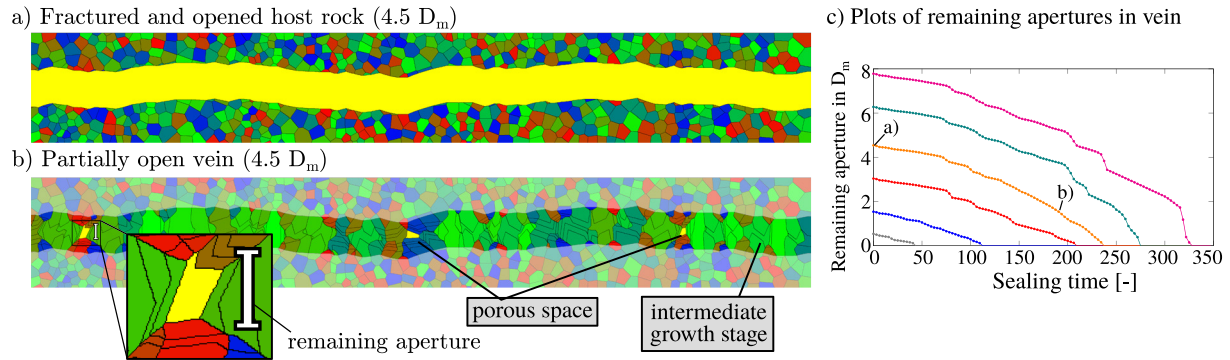 a) Fractured and opened host rock (4.5 Dₘ)
b) Partially open vein (4.5 Dₘ)
porous space
intermediate
growth stage
remaining aperture
c) Plots of remaining apertures in vein
Remaining aperture in Dₘ
8
6
4
2
0
a)
b)
0 50 100 150 200 250 300 350
Sealing time [-]